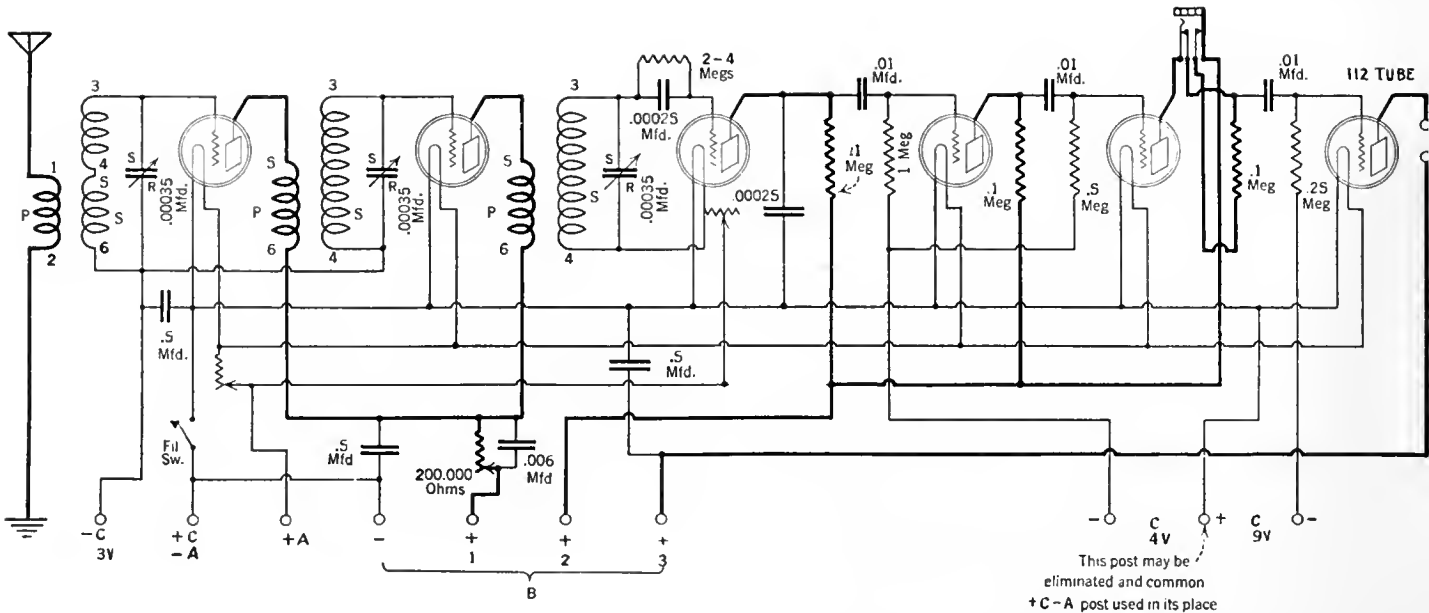 3
4
S
S
6
S
R
.00035
Mfd.
1
P
2
S
P
6
3
S
4
S
R
.00035
Mfd.
S
P
6
3
S
4
2-4
Megs
.00025
Mfd.
S
R
.00035
Mfd.
.00025
.1
Meg
.01
Mfd.
1 Meg
.1
Meg
.01
Mfd.
.5
Meg
.01
Mfd.
.1
Meg
.25
Meg
112 TUBE
.5
Mfd.
.5
Mfd.
Fil
Sw.
.5
Mfd
200.000
Ohms
.006
Mfd
-C
3V
+C
-A
+A
-
+
1
+
2
+
3
B
-
C
4V
+
C
9V
-
This post may be
eliminated and common
+C-A post used in its place